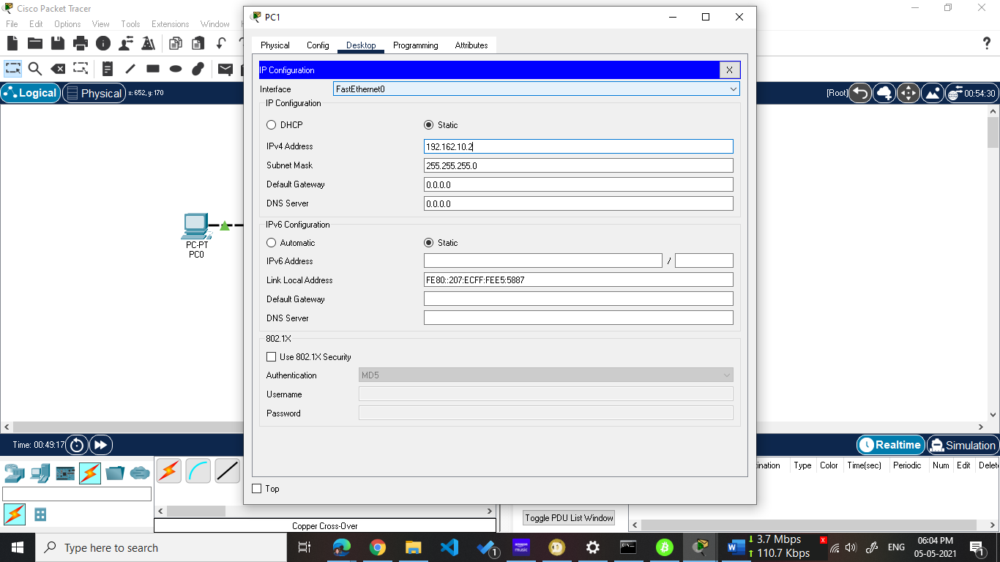 Cisco Packet Tracer
File Edit Options View Tools Extensions Window
Logical Physical x: 652, y: 170
[Root] 00:54:30
PC-PT
PC0
PC1
Physical Config Desktop Programming Attributes
IP Configuration X
Interface FastEthernet0
IP Configuration
DHCP Static
IPv4 Address 192.162.10.2
Subnet Mask 255.255.255.0
Default Gateway 0.0.0.0
DNS Server 0.0.0.0
IPv6 Configuration
Automatic Static
IPv6 Address /
Link Local Address FE80::207:ECFF:FEE5:5887
Default Gateway
DNS Server
802.1X
Use 802.1X Security
Authentication MD5
Username
Password
Top
Time: 00:49:17 Realtime Simulation
ination Type Color Time(sec) Periodic Num Edit Delet
Toggle PDU List Window
Copper Cross-Over
Type here to search
1
amazon music
3.7 Mbps
110.7 Kbps
X
ENG
06:04 PM
05-05-2021
1